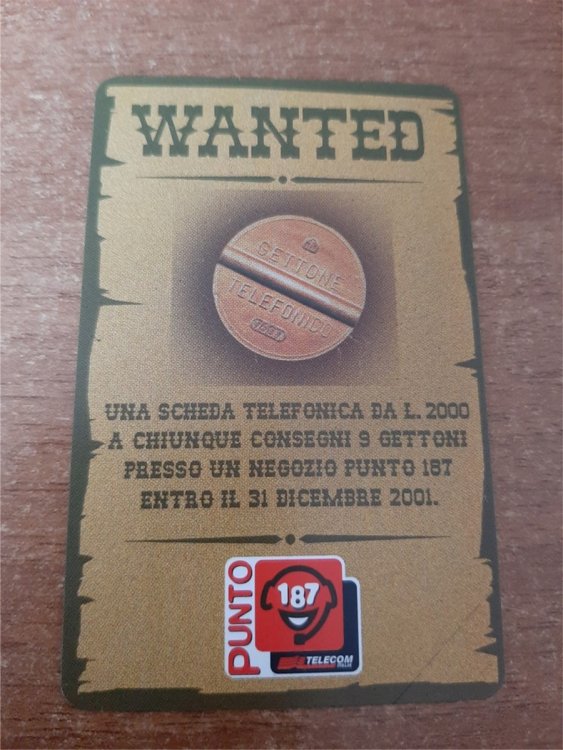 WANTED
GETTONE
TELEFONICO
UNA SCHEDA TELEFONICA DA L. 2000
A CHIUNQUE CONSEGNI 9 GETTONI
PRESSO UN NEGOZIO PUNTO 187
ENTRO IL 31 DICEMBRE 2001.
PUNTO
187
TELECOM
ITALIA